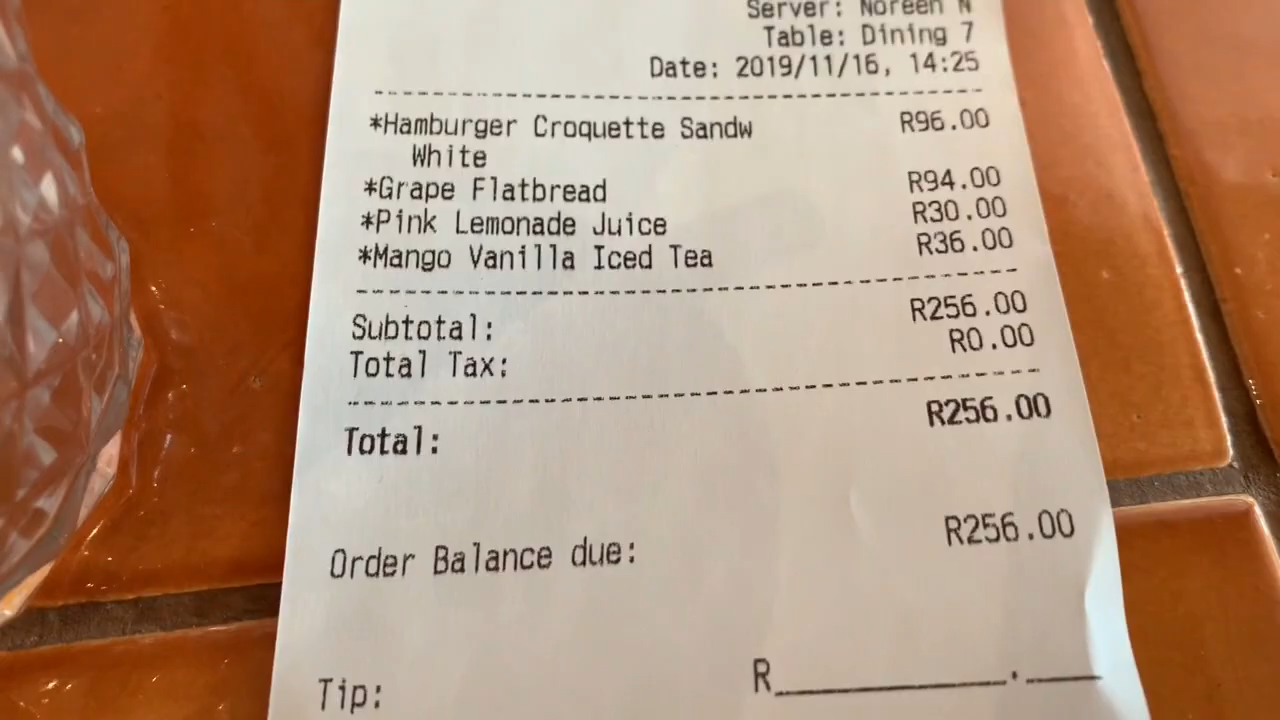 Server: Noreen N
Table: Dining 7
Date: 2019/11/16, 14:25
*Hamburger Croquette Sandw R96.00
White
*Grape Flatbread R94.00
*Pink Lemonade Juice R30.00
*Mango Vanilla Iced Tea R36.00
Subtotal: R256.00
Total Tax: R0.00
Total: R256.00
Order Balance due: R256.00
Tip: R_________.____